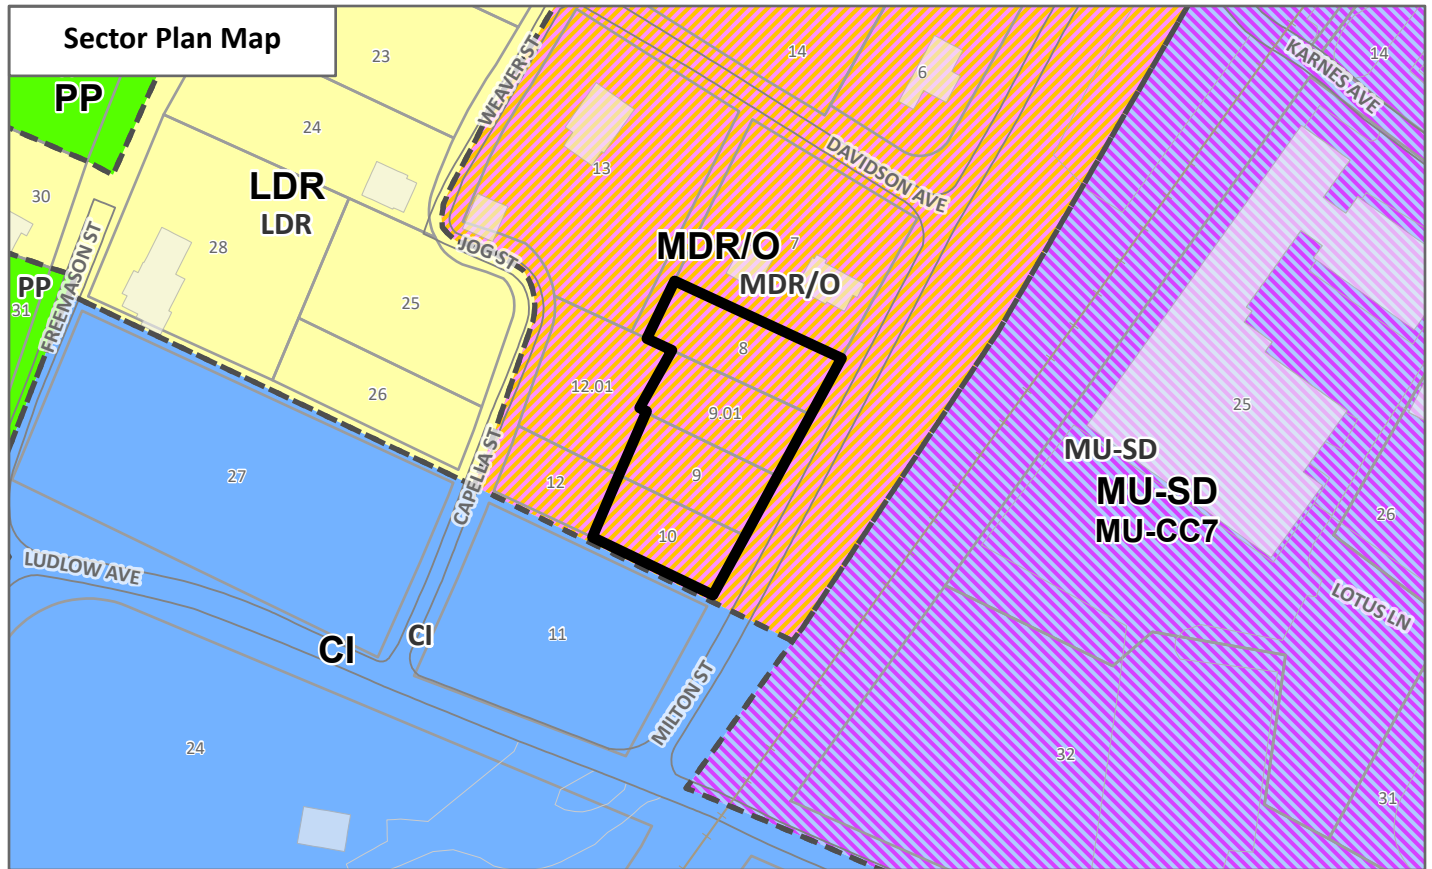 Sector Plan Map
23
WEAVER ST
14
6
KARNES AVE
14
PP
24
13
DAVIDSON AVE
30
LDR
LDR
28
JOG ST
MDR/O
7
MDR/O
FREEMASON ST
PP
31
25
8
26
12.01
9.01
25
27
CAPELLA ST
12
9
10
MU-SD
MU-SD
MU-CC7
26
LUDLOW AVE
LOTUS LN
CI
CI
11
MILTON ST
24
32
31